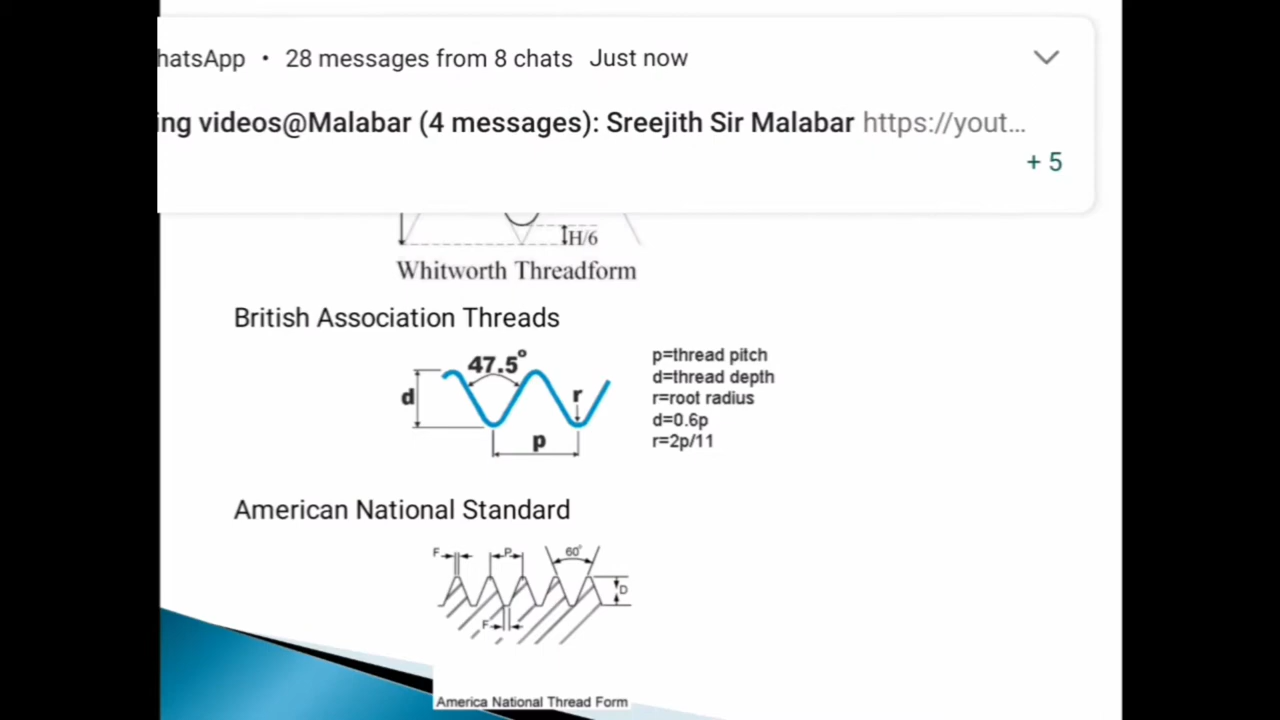 hatsApp • 28 messages from 8 chats Just now
ing videos@Malabar (4 messages): Sreejith Sir Malabar https://yout...
+ 5
H/6
Whitworth Threadform
British Association Threads
47.5°
d
r
p
p=thread pitch
d=thread depth
r=root radius
d=0.6p
r=2p/11
American National Standard
F P 60°
D
F
America National Thread Form